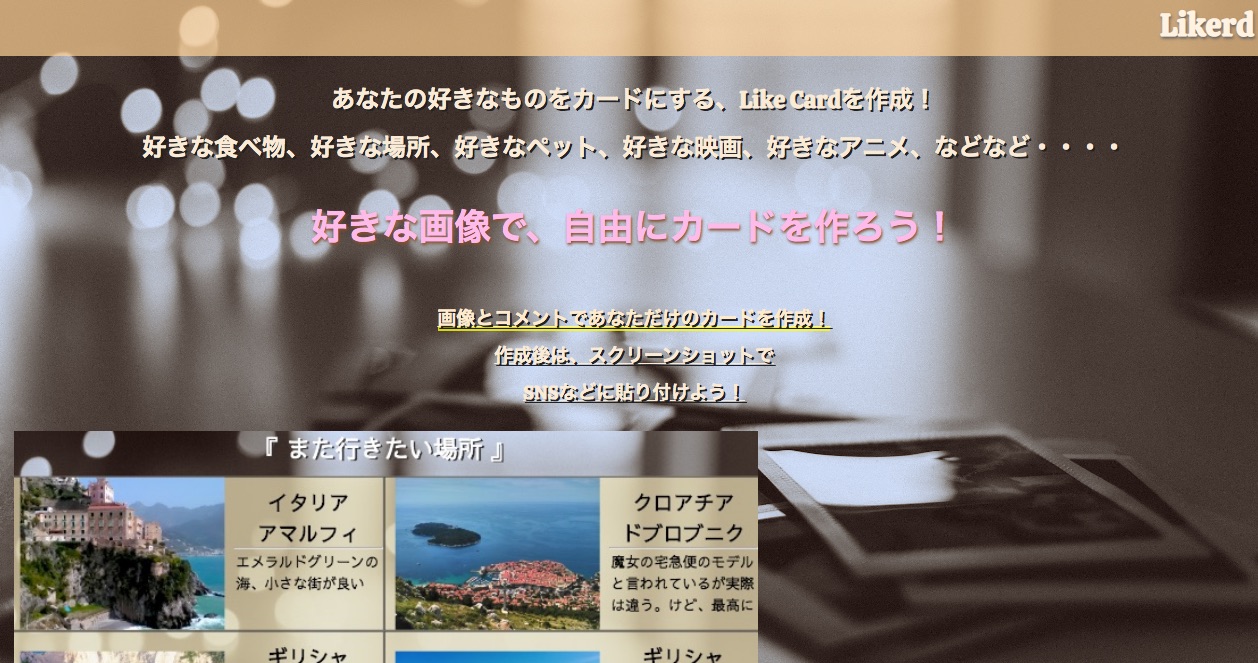 Likerd
あなたの好きなものをカードにする、Like Cardを作成！
好きな食べ物、好きな場所、好きなペット、好きな映画、好きなアニメ、などなど・・・・
好きな画像で、自由にカードを作ろう！
画像とコメントであなただけのカードを作成！
作成後は、スクリーンショットで
SNSなどに貼り付けよう！
『 また行きたい場所 』
イタリア
アマルフィ
エメラルドグリーンの
海、小さな街が良い
クロアチア
ドブロブニク
魔女の宅急便のモデル
と言われているが実際
は違う。けど、最高に
ギリシャ
ギリシャ